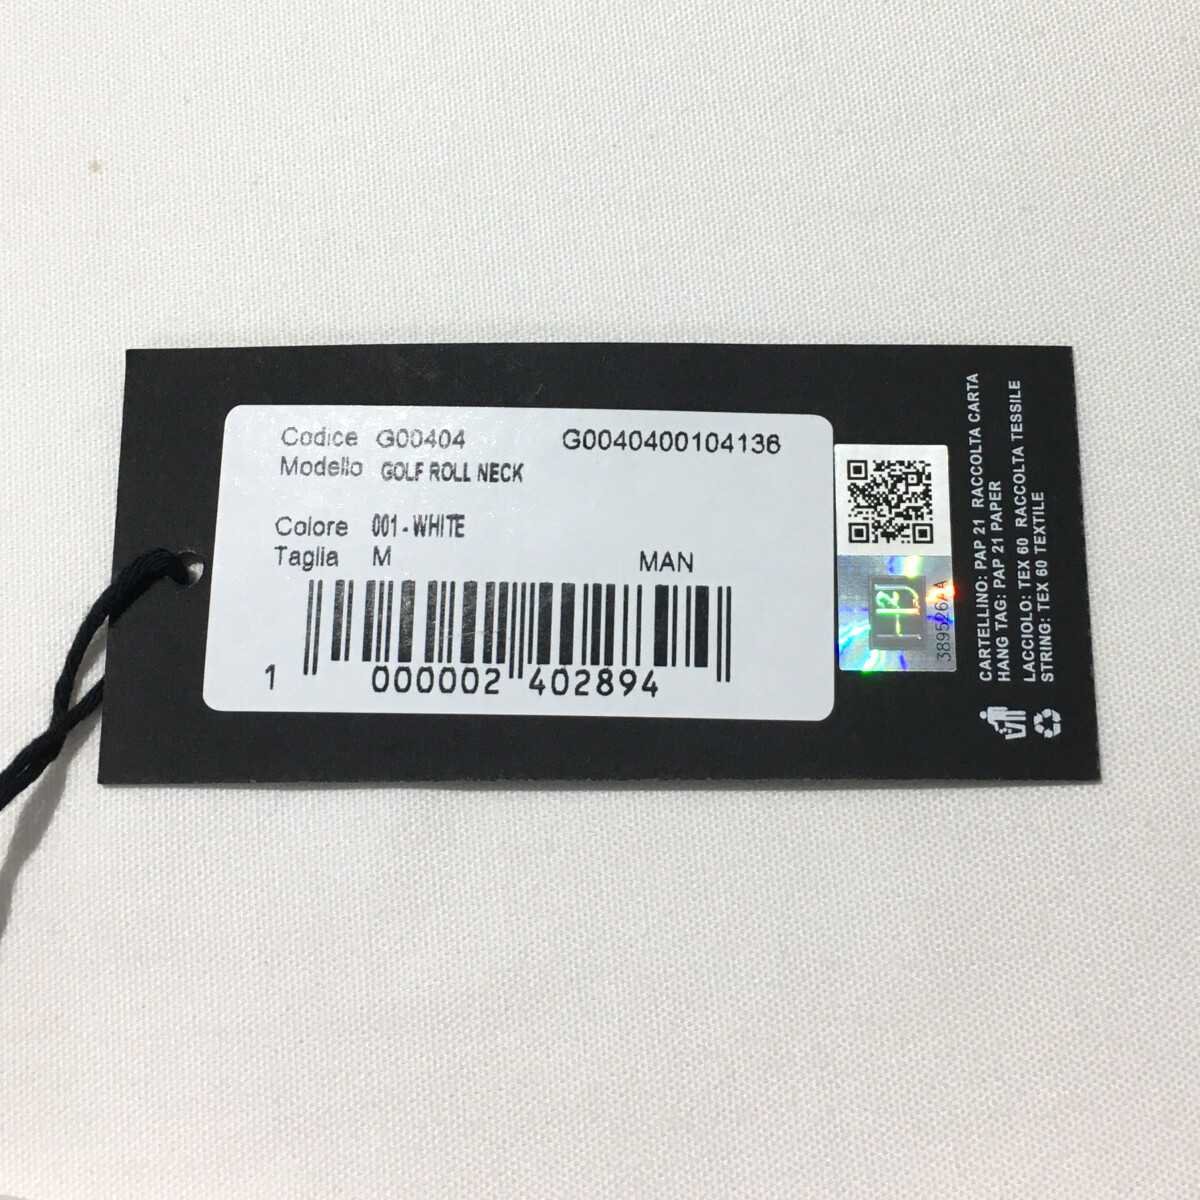 Codice G00404 G0040400104136
Modello GOLF ROLL NECK
Colore 001-WHITE
Taglia M MAN
1 000002 402894
389526AA
CARTELLINO: PAP 21 RACCOLTA CARTA
HANG TAG: PAP 21 PAPER
LACCIOLO: TEX 60 RACCOLTA TESSILE
STRING: TEX 60 TEXTILE